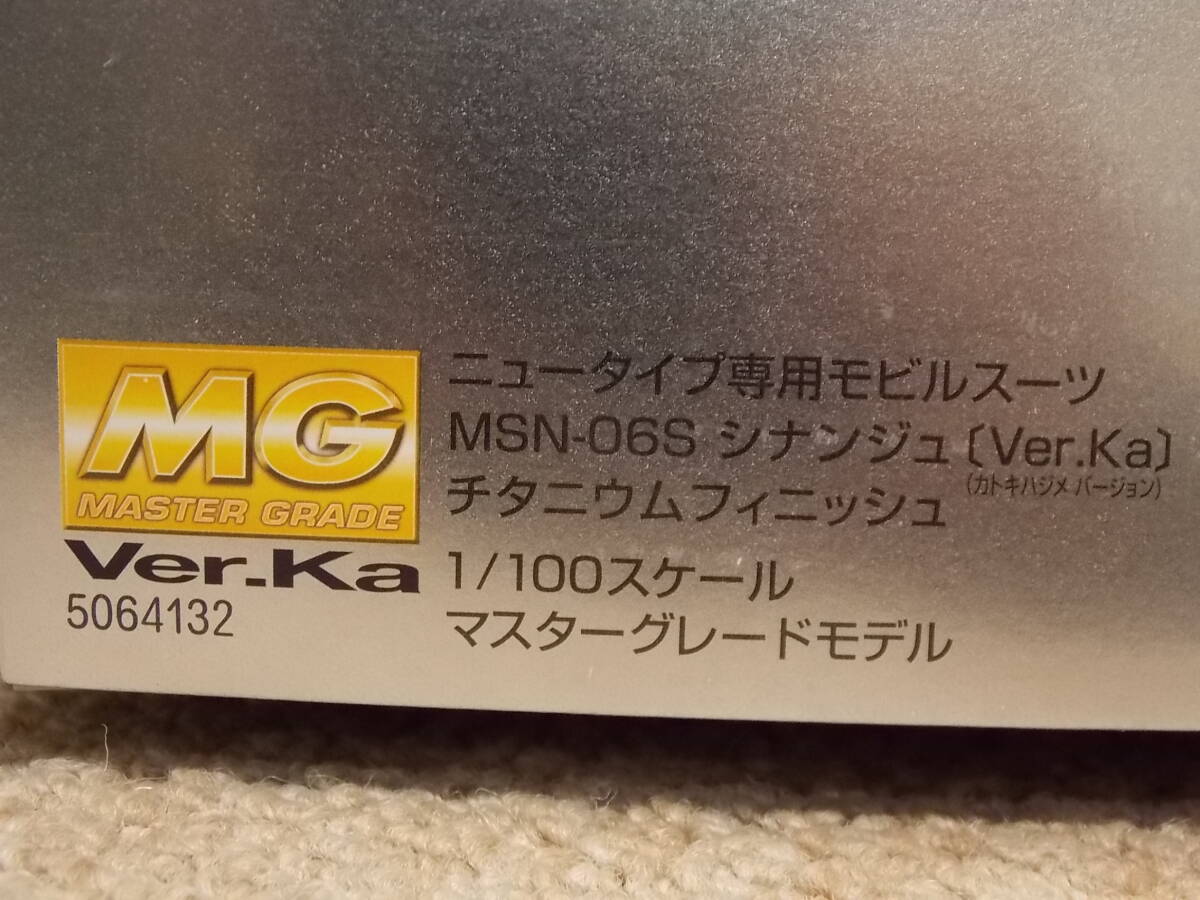 MG
MASTER GRADE
Ver.Ka
5064132
ニュータイプ専用モビルスーツ
MSN-06S シナンジュ〔Ver.Ka〕
(カトキハジメ バージョン)
チタニウムフィニッシュ
1/100スケール
マスターグレードモデル